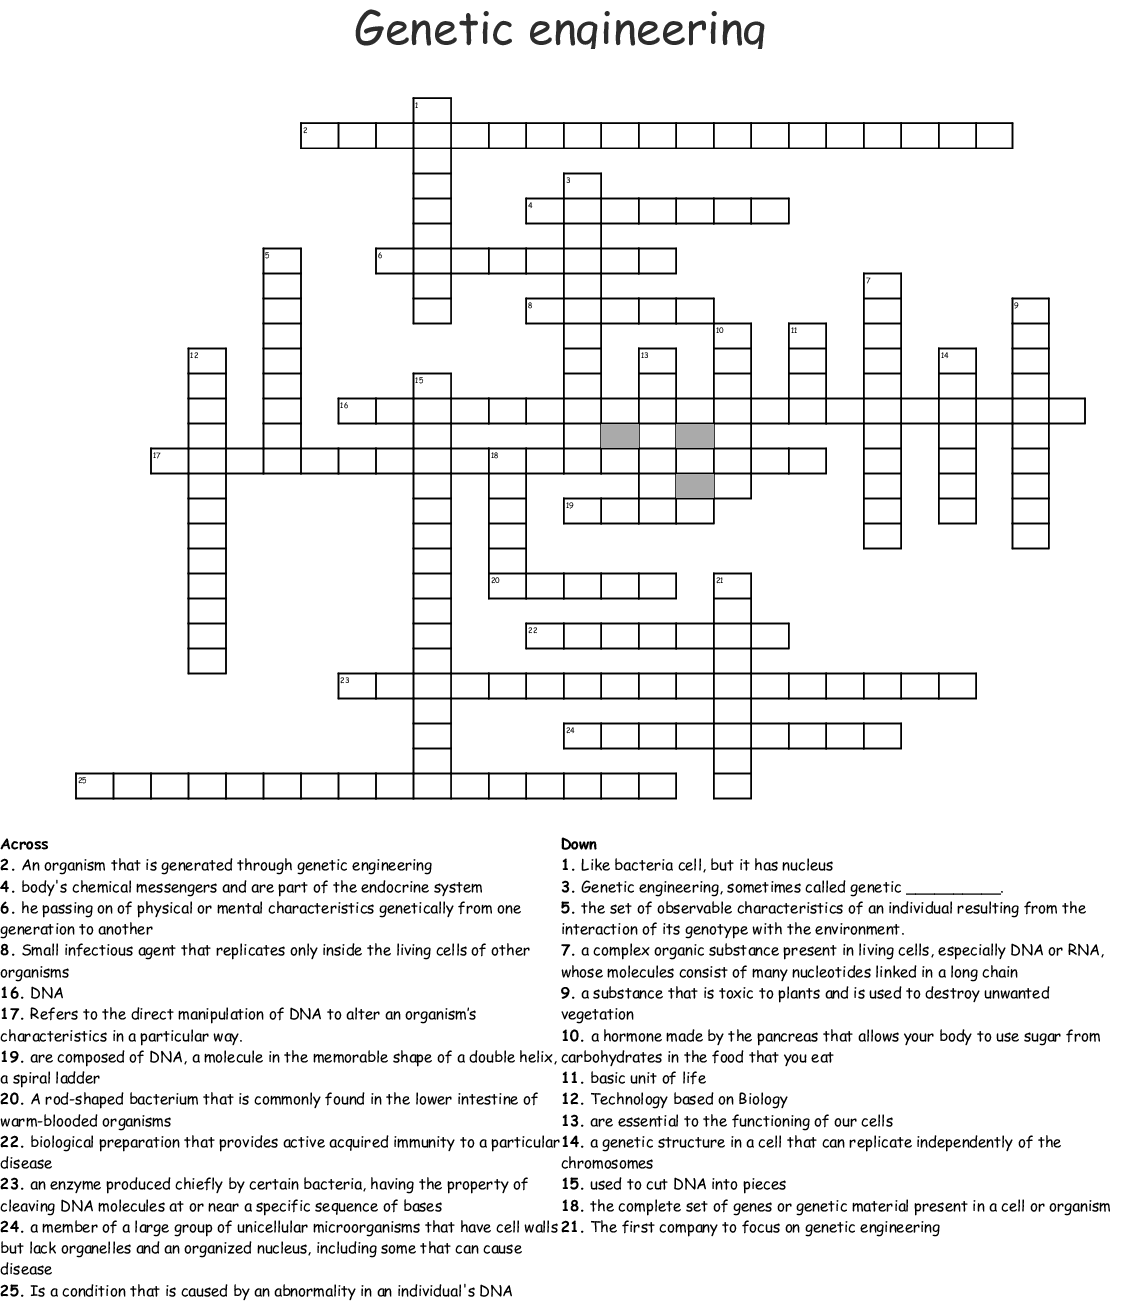 Genetic engineering
1
2
3
4
5
6
7
8
9
10
11
12
13
14
15
16
17
18
19
20
21
22
23
24
25
Across
2. An organism that is generated through genetic engineering
4. body's chemical messengers and are part of the endocrine system
6. he passing on of physical or mental characteristics genetically from one
generation to another
8. Small infectious agent that replicates only inside the living cells of other
organisms
16. DNA
17. Refers to the direct manipulation of DNA to alter an organism's
characteristics in a particular way.
19. are composed of DNA, a molecule in the memorable shape of a double helix,
a spiral ladder
20. A rod-shaped bacterium that is commonly found in the lower intestine of
warm-blooded organisms
22. biological preparation that provides active acquired immunity to a particular
disease
23. an enzyme produced chiefly by certain bacteria, having the property of
cleaving DNA molecules at or near a specific sequence of bases
24. a member of a large group of unicellular microorganisms that have cell walls
but lack organelles and an organized nucleus, including some that can cause
disease
25. Is a condition that is caused by an abnormality in an individual's DNA
Down
1. Like bacteria cell, but it has nucleus
3. Genetic engineering, sometimes called genetic __________.
5. the set of observable characteristics of an individual resulting from the
interaction of its genotype with the environment.
7. a complex organic substance present in living cells, especially DNA or RNA,
whose molecules consist of many nucleotides linked in a long chain
9. a substance that is toxic to plants and is used to destroy unwanted
vegetation
10. a hormone made by the pancreas that allows your body to use sugar from
carbohydrates in the food that you eat
11. basic unit of life
12. Technology based on Biology
13. are essential to the functioning of our cells
14. a genetic structure in a cell that can replicate independently of the
chromosomes
15. used to cut DNA into pieces
18. the complete set of genes or genetic material present in a cell or organism
21. The first company to focus on genetic engineering